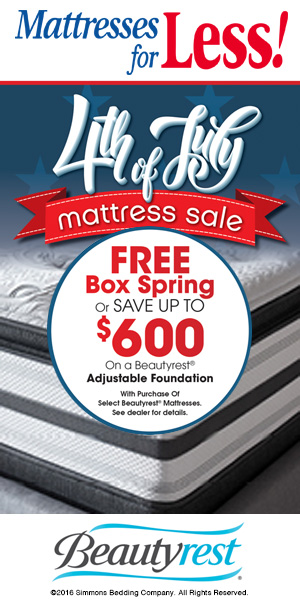 Mattresses
for Less!
4th
of July
mattress sale
FREE
Box Spring
Or SAVE UP TO
$600
On a Beautyrest®
Adjustable Foundation
With Purchase Of
Select Beautyrest® Mattresses.
See dealer for details.
Beautyrest®
©2016 Simmons Bedding Company. All Rights Reserved.